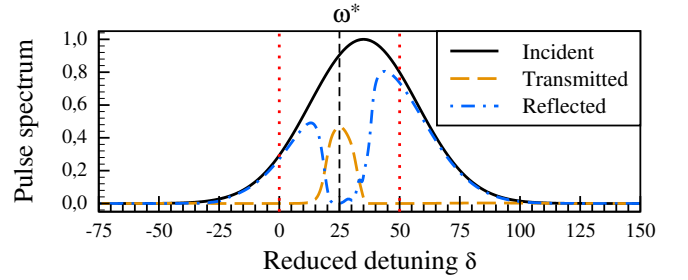 ω*
Pulse spectrum
1,0
0,8
0,6
0,4
0,2
0,0
Incident
Transmitted
Reflected
-75 -50 -25 0 25 50 75 100 125 150
Reduced detuning δ